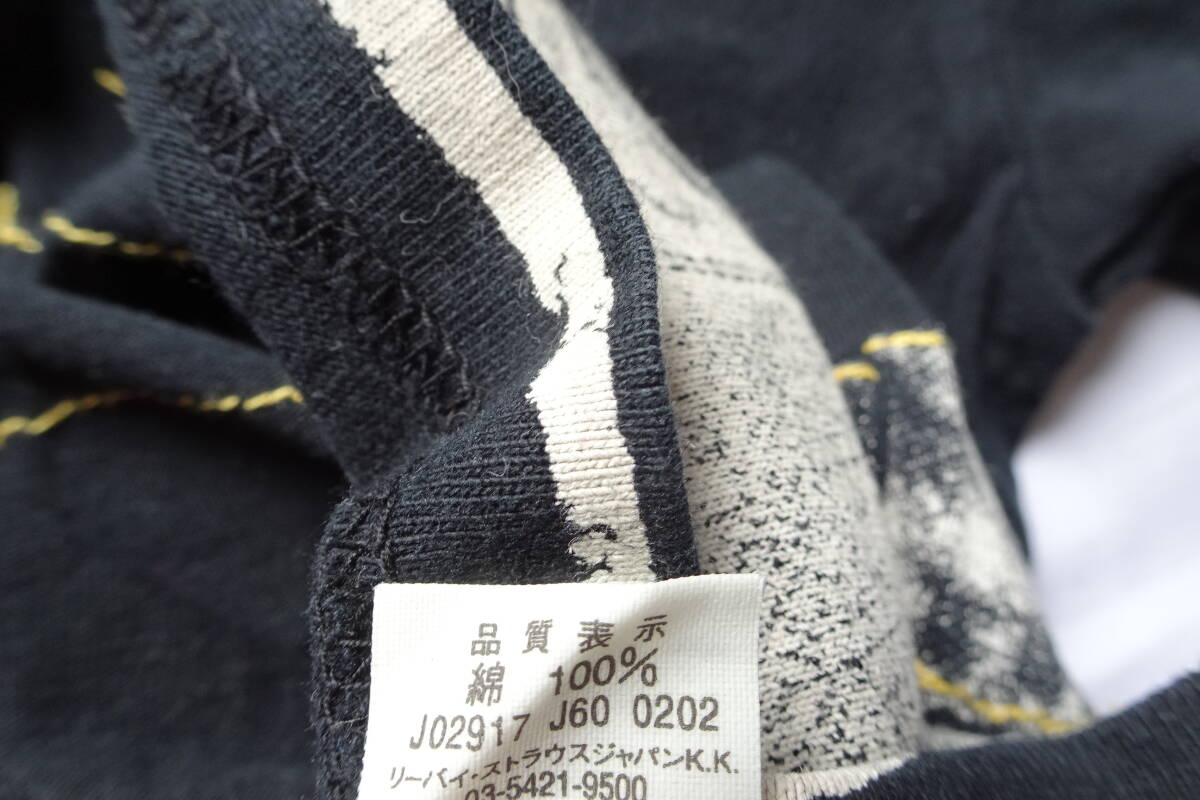 品質表示
綿 100%
J02917 J60 0202
リーバイ・ストラウスジャパンK.K.
03-5421-9500